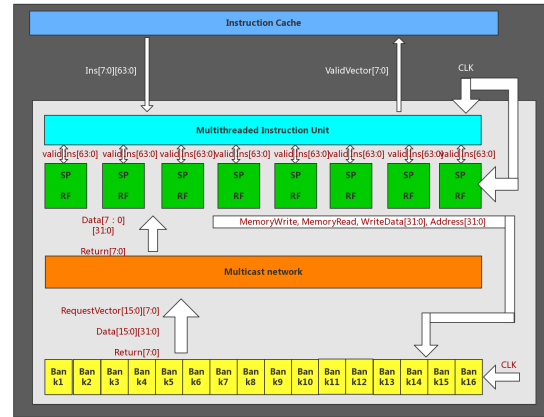 Instruction Cache
Ins[7:0][63:0]
ValidVector[7:0]
CLK
Multithreaded Instruction Unit
valid,Ins[63:0] valid,Ins[63:0] valid,Ins[63:0] valid,Ins[63:0] valid,Ins[63:0] valid,Ins[63:0] valid,Ins[63:0] valid,Ins[63:0]
SP SP SP SP SP SP SP SP
RF RF RF RF RF RF RF RF
Data[7：0]
[31:0]
MemoryWrite, MemoryRead, WriteData[31:0], Address[31:0]
Return[7:0]
Multicast network
RequestVector[15:0][7:0]
Data[15:0][31:0]
Return[7:0]
CLK
Ban Ban Ban Ban Ban Ban Ban Ban Ban Ban Ban Ban Ban Ban Ban Ban
k1 k2 k3 k4 k5 k6 k7 k8 k9 k10 k11 k12 k13 k14 k15 k16